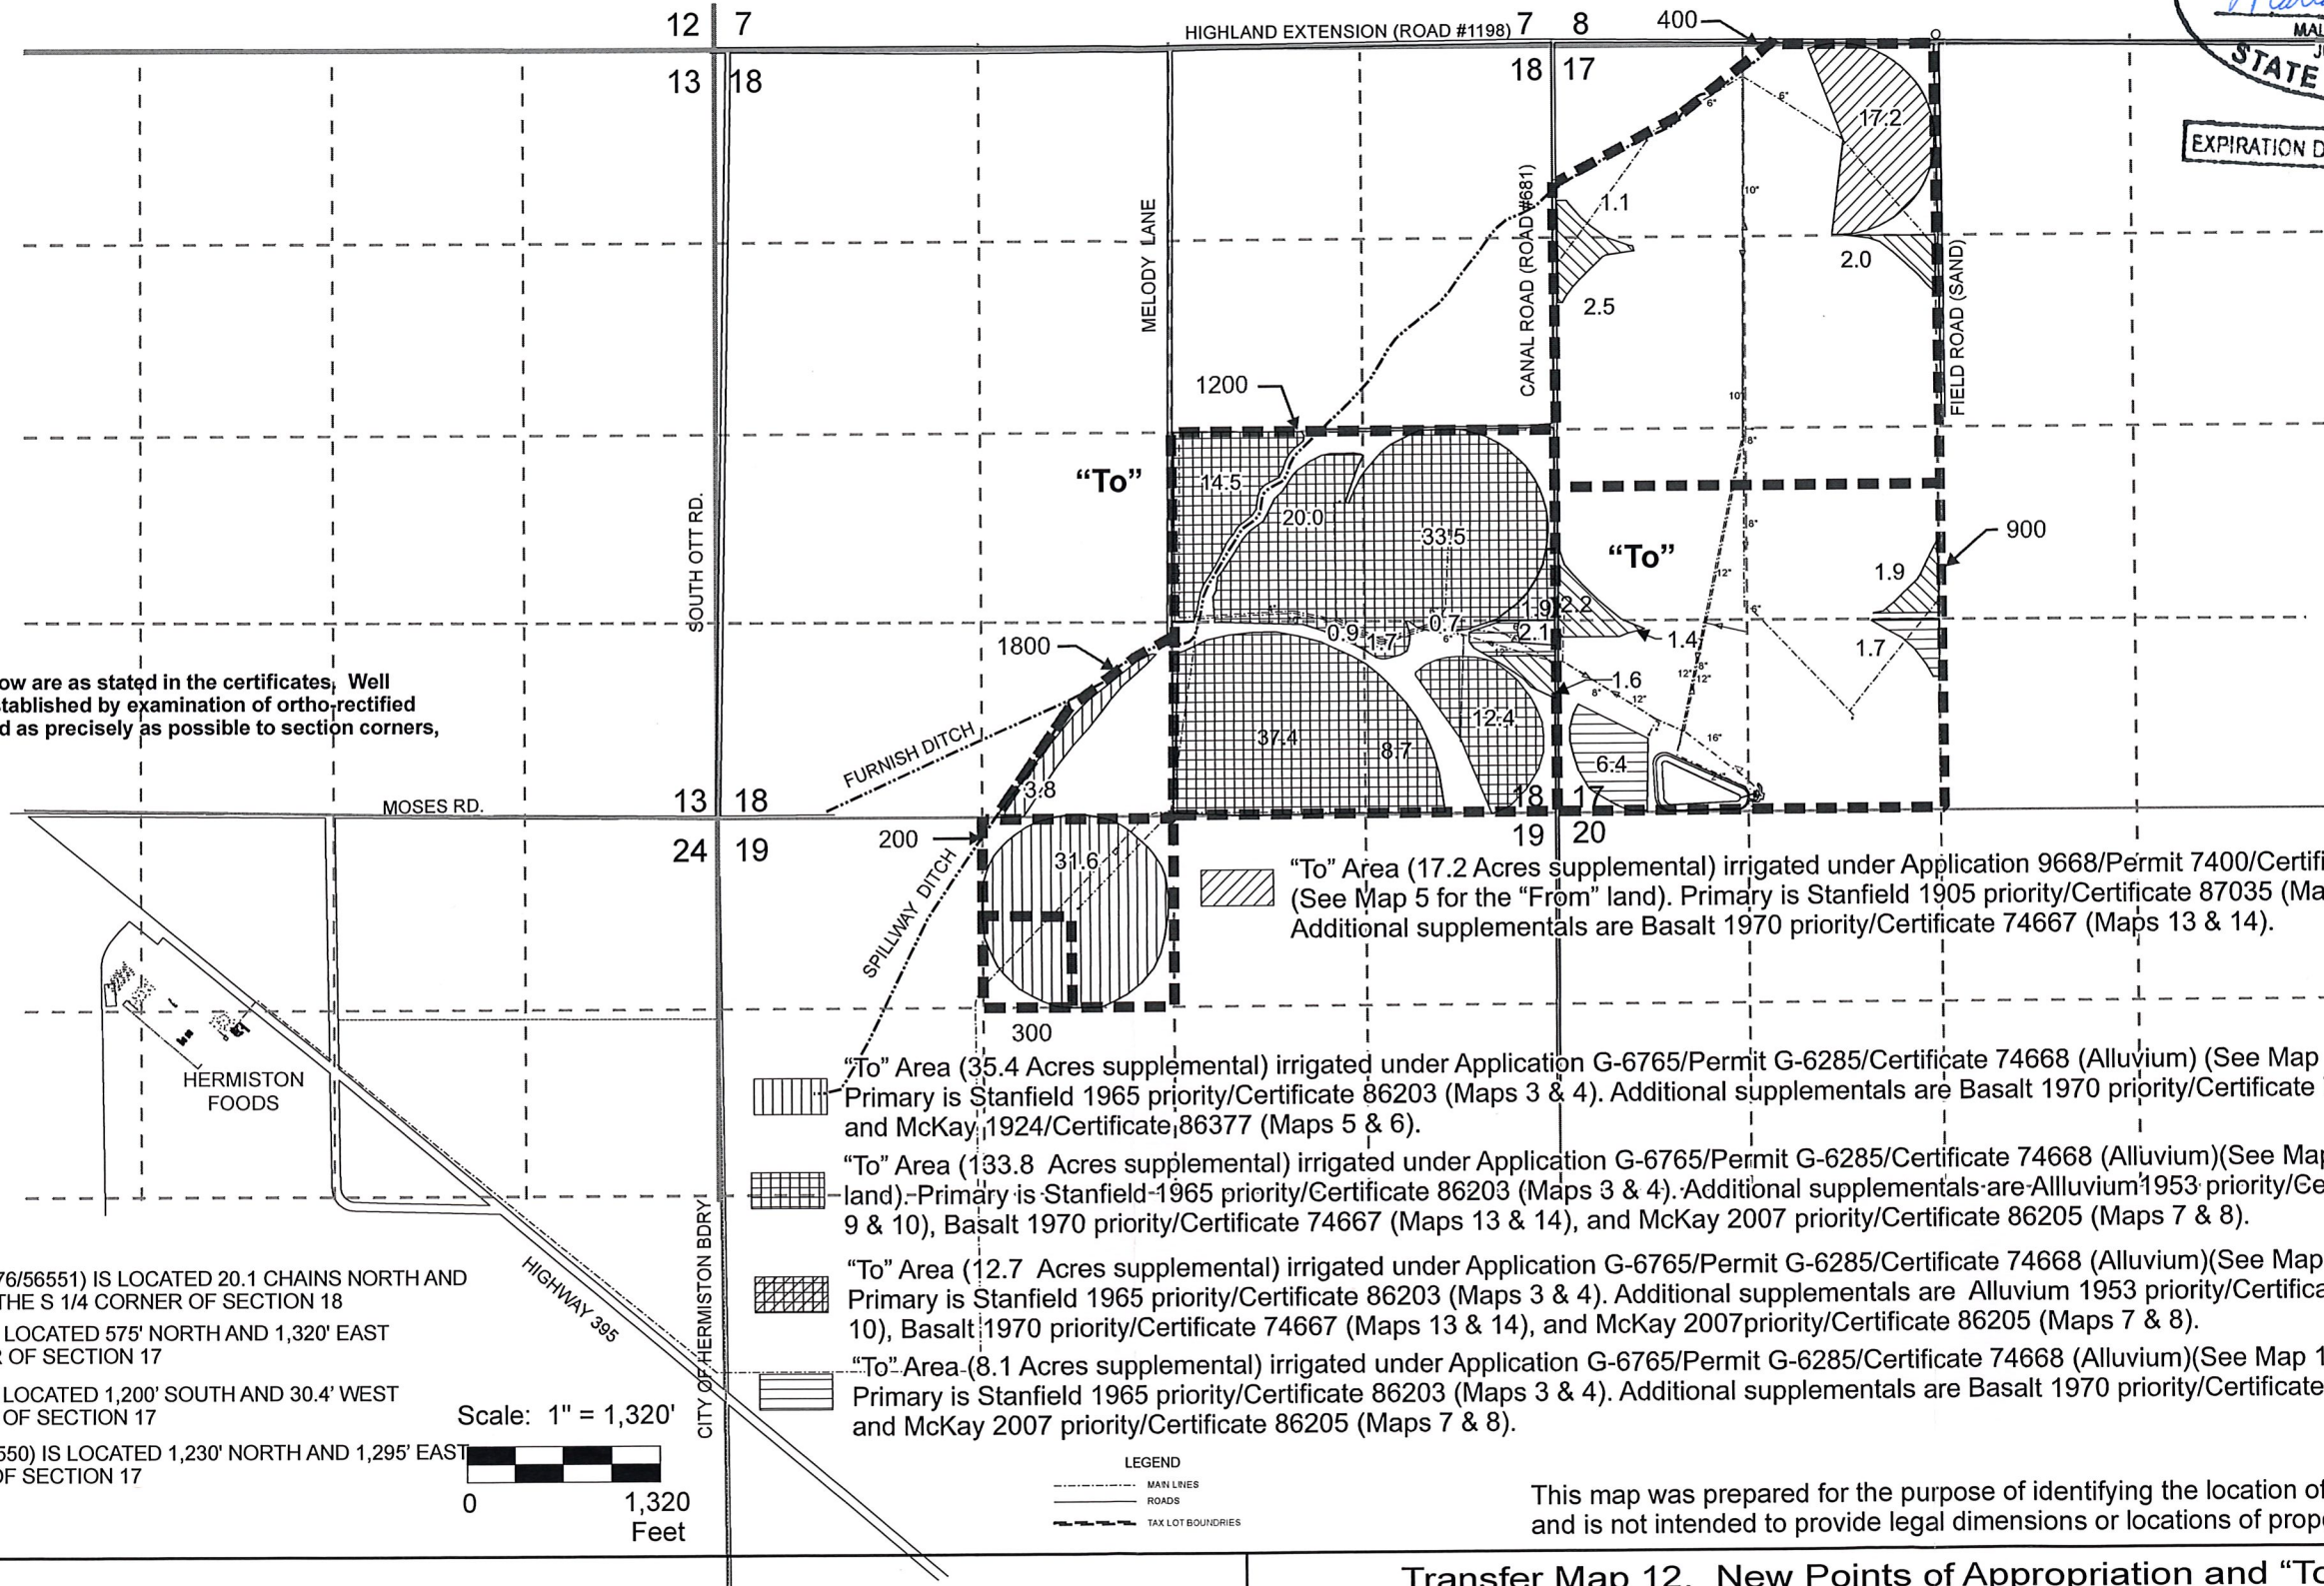 12 7
HIGHLAND EXTENSION (ROAD #1198) 7 8
400
MAL
STATE
13 18
18 17
EXPIRATION D
6"
6"
17.2
10"
1.1
2.5
2.0
MELODY LANE
CANAL ROAD (ROAD #681)
FIELD ROAD (SAND)
1200
10"
8"
"To"
14.5
20.0
33.5
"To"
8"
12"
900
1.9
SOUTH OTT RD.
1.9 2.2
6"
0.9 1.7 0.7 2.1
6"
12"
1.4
1.7
1800
1.6
8"
12"
12" 12"
8"
16"
ow are as stated in the certificates. Well
stablished by examination of ortho-rectified
d as precisely as possible to section corners,
FURNISH DITCH
37.4
8.7
12.4
6.4
3.8
MOSES RD.
13 18
18 17
24 19
19 20
200
31.6
SPILLWAY DITCH
300
"To" Area (17.2 Acres supplemental) irrigated under Application 9668/Permit 7400/Certifi
(See Map 5 for the "From" land). Primary is Stanfield 1905 priority/Certificate 87035 (Ma
Additional supplementals are Basalt 1970 priority/Certificate 74667 (Maps 13 & 14).
HERMISTON
FOODS
"To" Area (35.4 Acres supplemental) irrigated under Application G-6765/Permit G-6285/Certificate 74668 (Alluvium) (See Map
Primary is Stanfield 1965 priority/Certificate 86203 (Maps 3 & 4). Additional supplementals are Basalt 1970 priority/Certificate
and McKay 1924/Certificate 86377 (Maps 5 & 6).
"To" Area (133.8 Acres supplemental) irrigated under Application G-6765/Permit G-6285/Certificate 74668 (Alluvium)(See Map
land). Primary is Stanfield 1965 priority/Certificate 86203 (Maps 3 & 4). Additional supplementals are Allluvium 1953 priority/Ce
9 & 10), Basalt 1970 priority/Certificate 74667 (Maps 13 & 14), and McKay 2007 priority/Certificate 86205 (Maps 7 & 8).
"To" Area (12.7 Acres supplemental) irrigated under Application G-6765/Permit G-6285/Certificate 74668 (Alluvium)(See Map
Primary is Stanfield 1965 priority/Certificate 86203 (Maps 3 & 4). Additional supplementals are Alluvium 1953 priority/Certifica
10), Basalt 1970 priority/Certificate 74667 (Maps 13 & 14), and McKay 2007priority/Certificate 86205 (Maps 7 & 8).
"To" Area (8.1 Acres supplemental) irrigated under Application G-6765/Permit G-6285/Certificate 74668 (Alluvium)(See Map 1
Primary is Stanfield 1965 priority/Certificate 86203 (Maps 3 & 4). Additional supplementals are Basalt 1970 priority/Certificate
and McKay 2007 priority/Certificate 86205 (Maps 7 & 8).
CITY OF HERMISTON BDRY
HIGHWAY 395
76/56551) IS LOCATED 20.1 CHAINS NORTH AND
THE S 1/4 CORNER OF SECTION 18
LOCATED 575' NORTH AND 1,320' EAST
R OF SECTION 17
LOCATED 1,200' SOUTH AND 30.4' WEST
OF SECTION 17
550) IS LOCATED 1,230' NORTH AND 1,295' EAST
OF SECTION 17
Scale: 1" = 1,320'
0 1,320
Feet
LEGEND
MAIN LINES
ROADS
TAX LOT BOUNDRIES
This map was prepared for the purpose of identifying the location of
and is not intended to provide legal dimensions or locations of prop
Transfer Map 12. New Points of Appropriation and "To